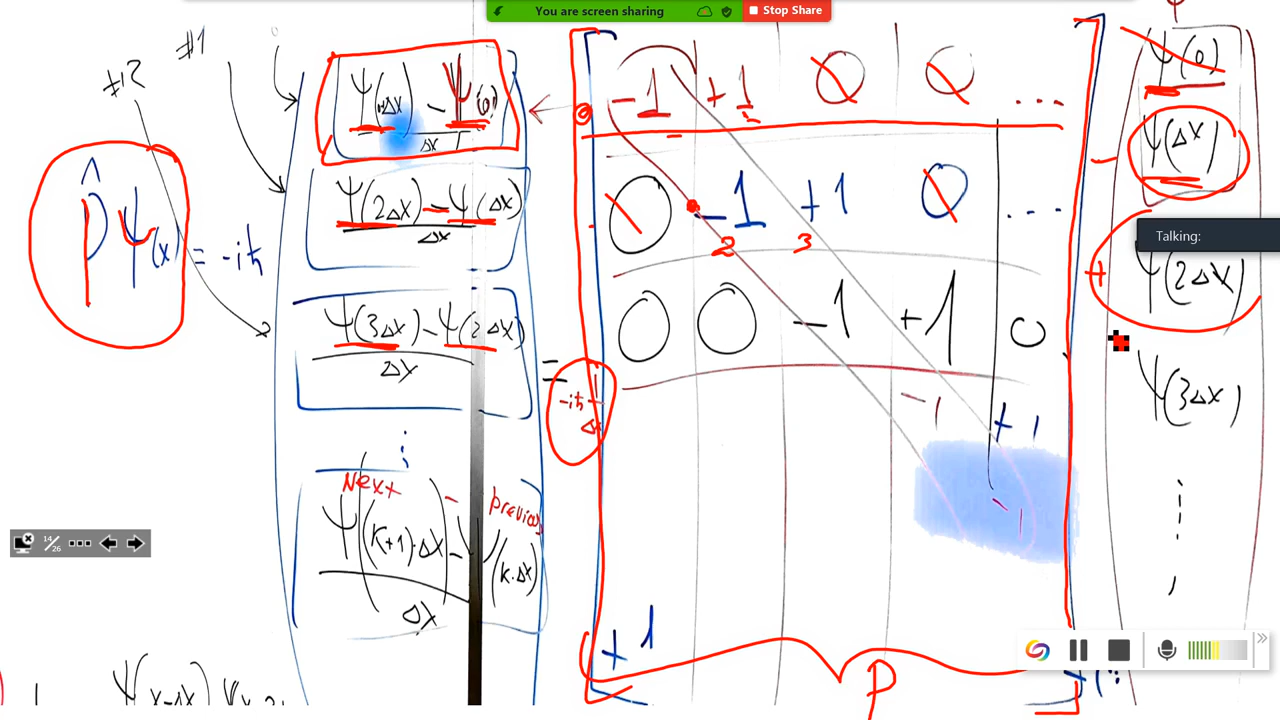 You are screen sharing
Stop Share
#1
#2
ψ(Δx) - ψ(0)
Δx
-1 +1 0 0 ...
ψ(0)
p̂ψ(x) = -iħ
ψ(2Δx) - ψ(Δx)
Δx
0 -1 +1 0 ...
2 3
-
ψ(Δx)
Talking:
ψ(3Δx) - ψ(2Δx)
Δx
0 0 -1 +1 0
+
ψ(2Δx)
= -iħ 1
Δx
-1 +1
ψ(3Δx)
-1
Next - previous
ψ((k+1)·Δx) - ψ(k·Δx)
Δx
14/26
+1
P